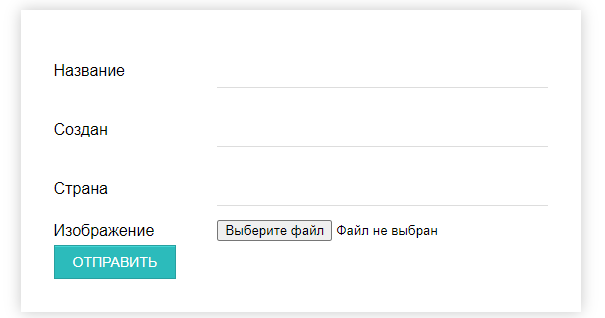 Название
Создан
Страна
Изображение Выберите файл Файл не выбран
ОТПРАВИТЬ